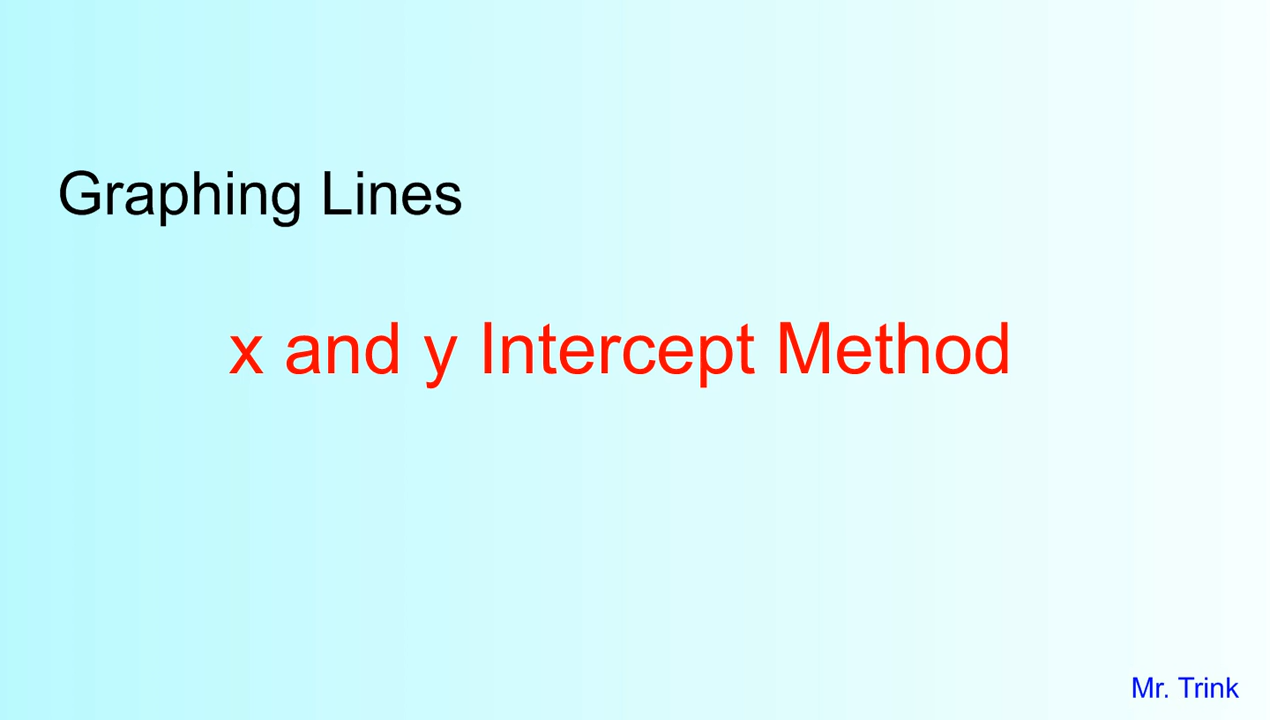 Graphing Lines
x and y Intercept Method
Mr. Trink